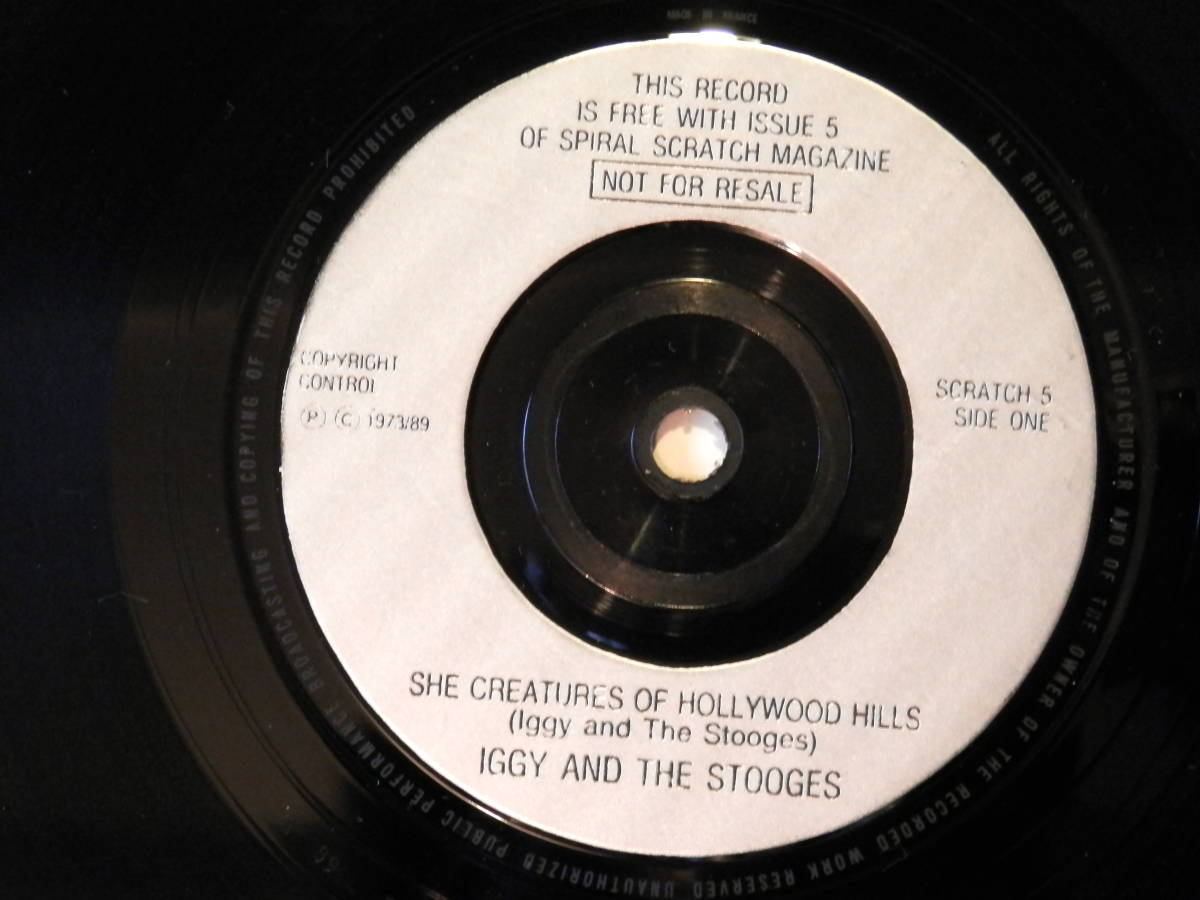 MADE IN FRANCE
THIS RECORD
IS FREE WITH ISSUE 5
OF SPIRAL SCRATCH MAGAZINE
NOT FOR RESALE
COPYRIGHT
CONTROL
Ⓟ Ⓒ 1973/89
SCRATCH 5
SIDE ONE
SHE CREATURES OF HOLLYWOOD HILLS
(Iggy and The Stooges)
IGGY AND THE STOOGES
ALL RIGHTS OF THE MANUFACTURER AND OF THE OWNER OF THE RECORDED WORK RESERVED UNAUTHORIZED PUBLIC PERFORMANCE BROADCASTING AND COPYING OF THIS RECORD PROHIBITED